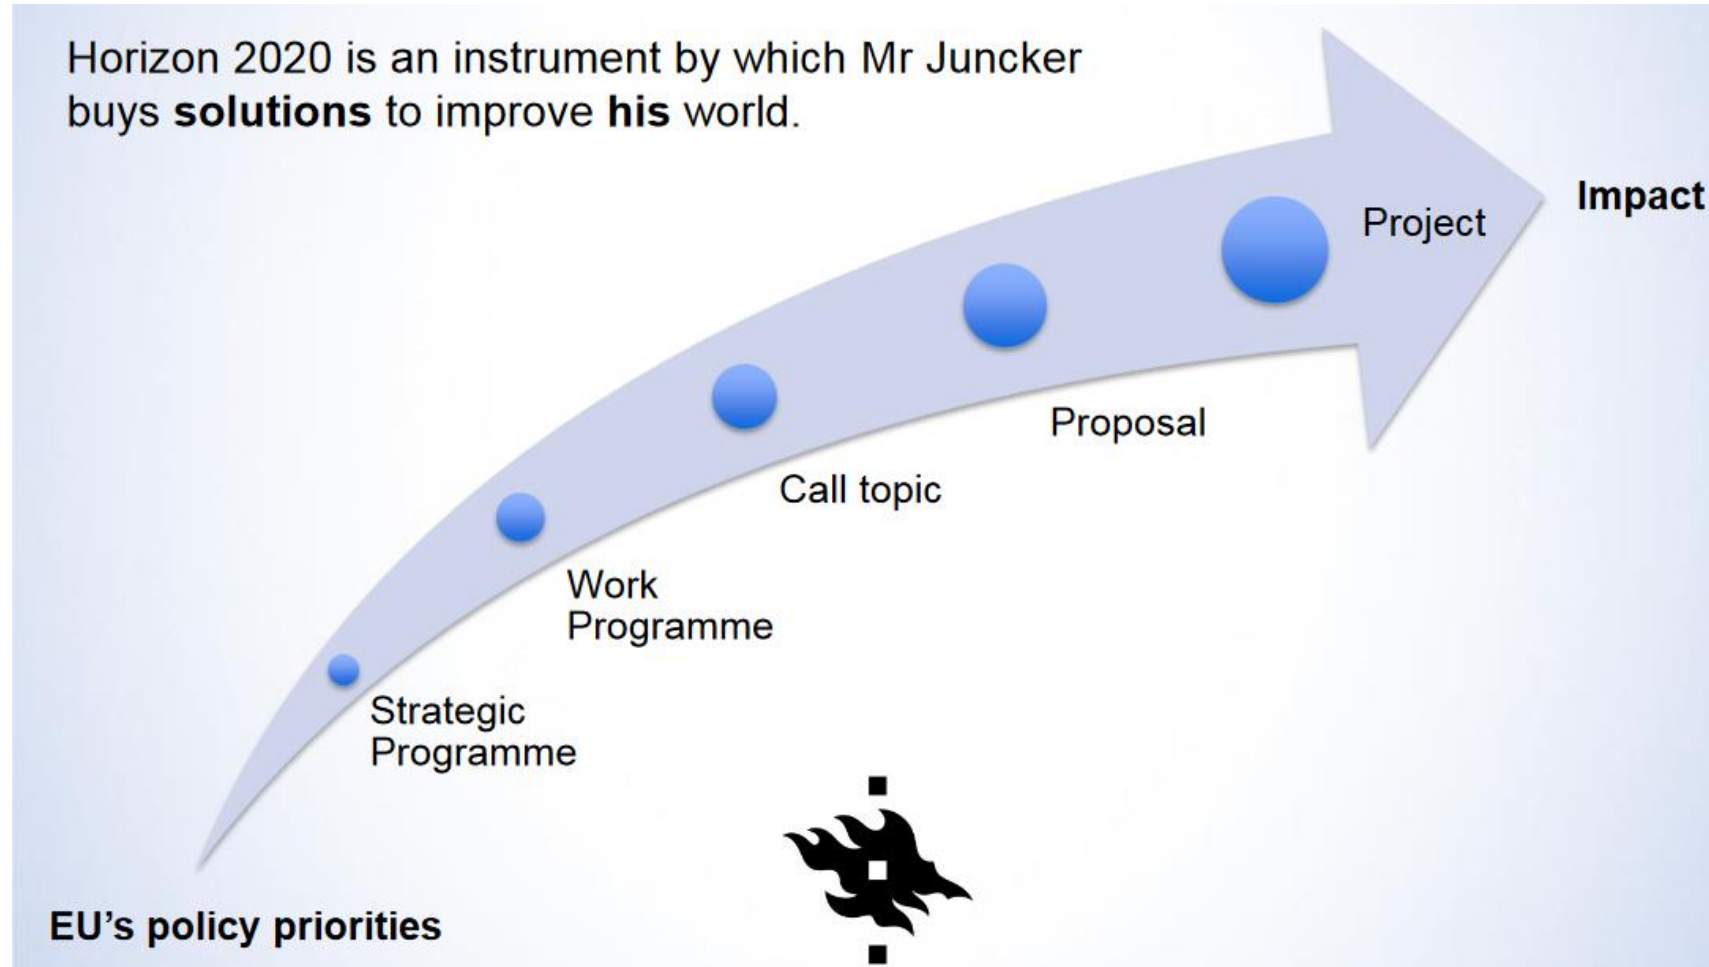 Horizon 2020 is an instrument by which Mr Juncker
buys solutions to improve his world.
Impact
Project
Proposal
Call topic
Work
Programme
Strategic
Programme
EU’s policy priorities